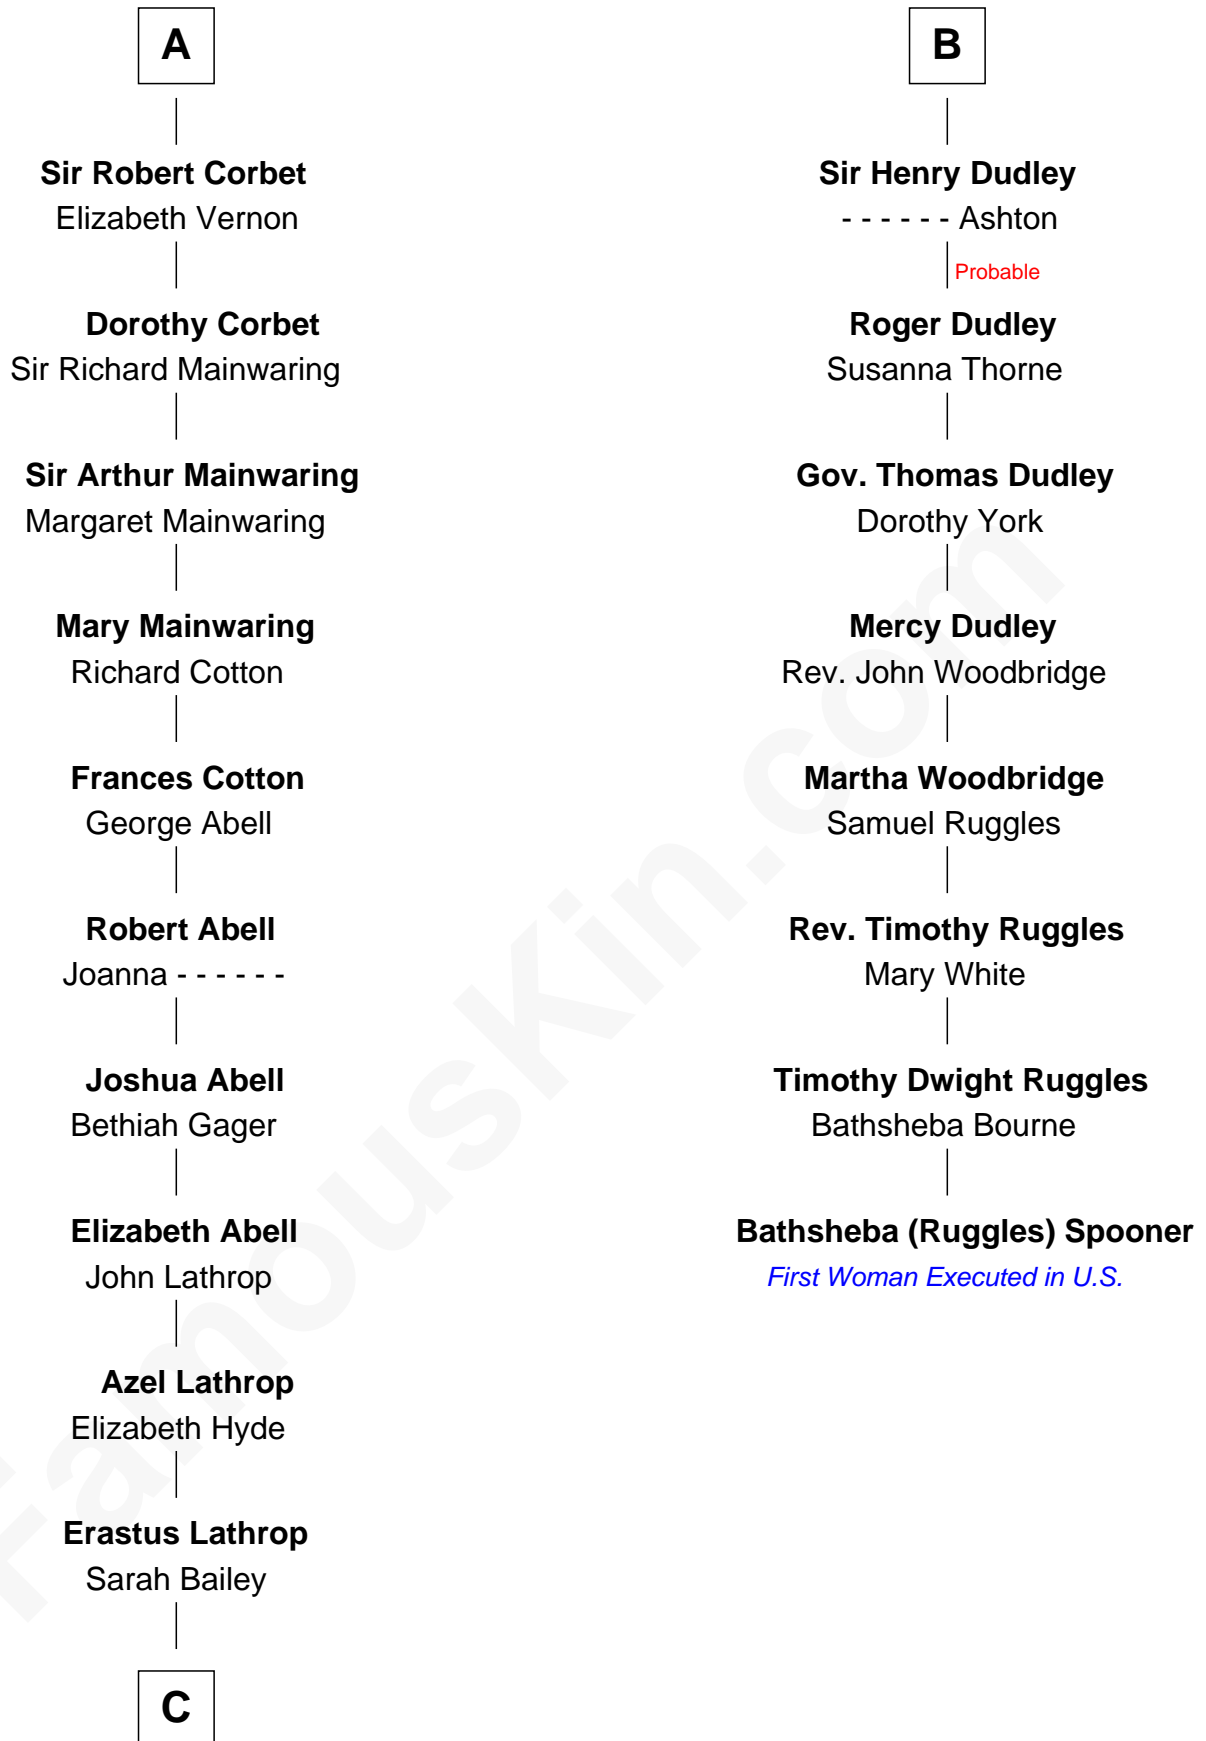 A
Sir Robert Corbet
Elizabeth Vernon
Dorothy Corbet
Sir Richard Mainwaring
Sir Arthur Mainwaring
Margaret Mainwaring
Mary Mainwaring
Richard Cotton
Frances Cotton
George Abell
Robert Abell
Joanna - - - - - -
Joshua Abell
Bethiah Gager
Elizabeth Abell
John Lathrop
Azel Lathrop
Elizabeth Hyde
Erastus Lathrop
Sarah Bailey
C
B
Sir Henry Dudley
- - - - - - Ashton
Probable
Roger Dudley
Susanna Thorne
Gov. Thomas Dudley
Dorothy York
Mercy Dudley
Rev. John Woodbridge
Martha Woodbridge
Samuel Ruggles
Rev. Timothy Ruggles
Mary White
Timothy Dwight Ruggles
Bathsheba Bourne
Bathsheba (Ruggles) Spooner
First Woman Executed in U.S.
FamousKin.com